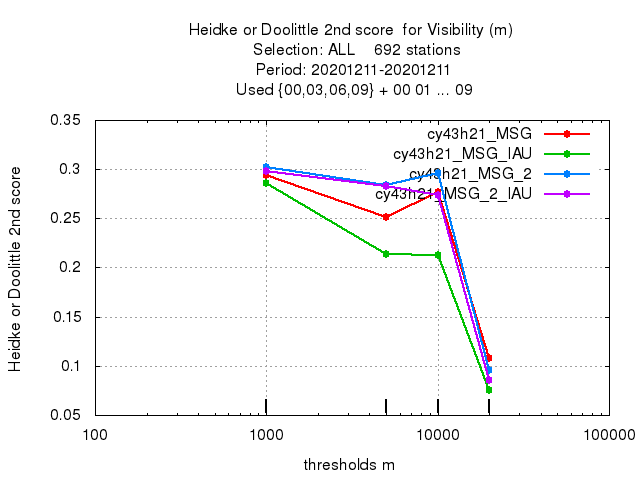 Heidke or Doolittle 2nd score  for Visibility (m)
Selection: ALL    692 stations
Period: 20201211-20201211
Used {00,03,06,09} + 00 01 ... 09
Heidke or Doolittle 2nd score
0.35
0.3
0.25
0.2
0.15
0.1
0.05
cy43h21_MSG
cy43h21_MSG_IAU
cy43h21_MSG_2
cy43h21_MSG_2_IAU
100
1000
10000
100000
thresholds m